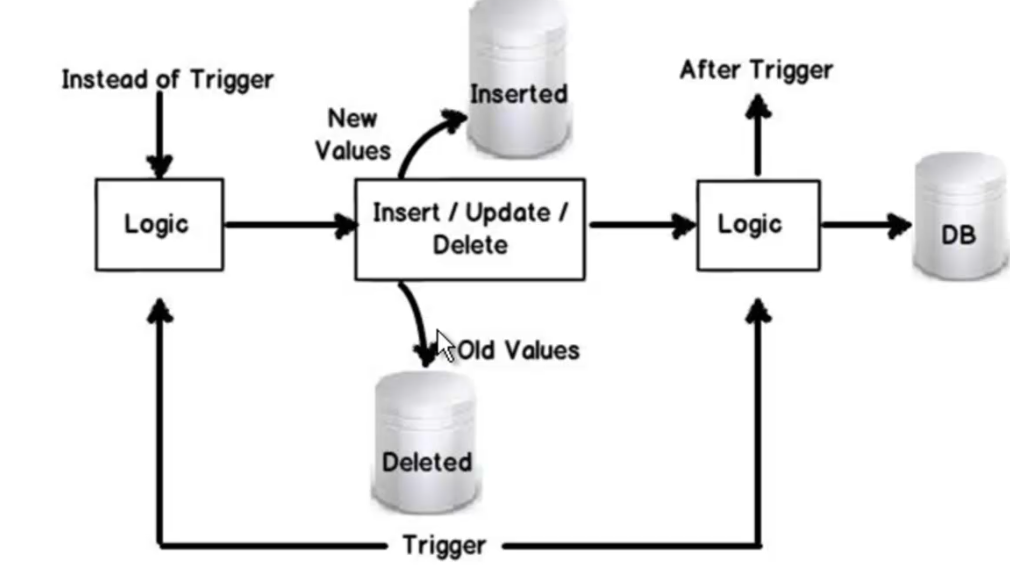 Instead of Trigger
Inserted
After Trigger
New
Values
Logic
Insert / Update /
Delete
Logic
DB
Old Values
Deleted
Trigger